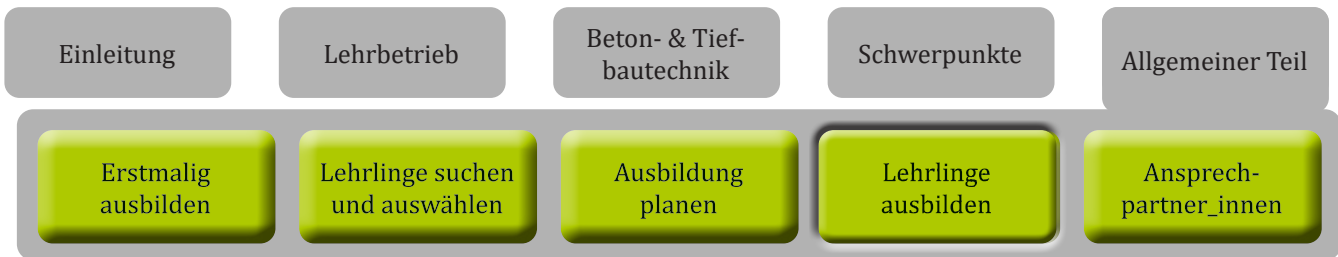 Einleitung
Lehrbetrieb
Beton- & Tief-
bautechnik
Schwerpunkte
Allgemeiner Teil
Erstmalig
ausbilden
Lehrlinge suchen
und auswählen
Ausbildung
planen
Lehrlinge
ausbilden
Ansprech-
partner_innen